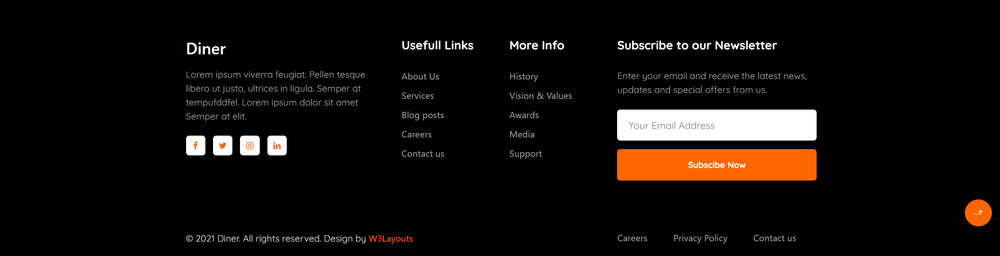 Diner
Lorem ipsum viverra feugiat. Pellen tesque
libero ut justo, ultrices in ligula. Semper at
tempufddfel. Lorem ipsum dolor sit amet
Semper at elit.
Usefull Links
About Us
Services
Blog posts
Careers
Contact us
More Info
History
Vision & Values
Awards
Media
Support
Subscribe to our Newsletter
Enter your email and receive the latest news,
updates and special offers from us.
Your Email Address
Subscibe Now
© 2021 Diner. All rights reserved. Design by W3Layouts
Careers
Privacy Policy
Contact us